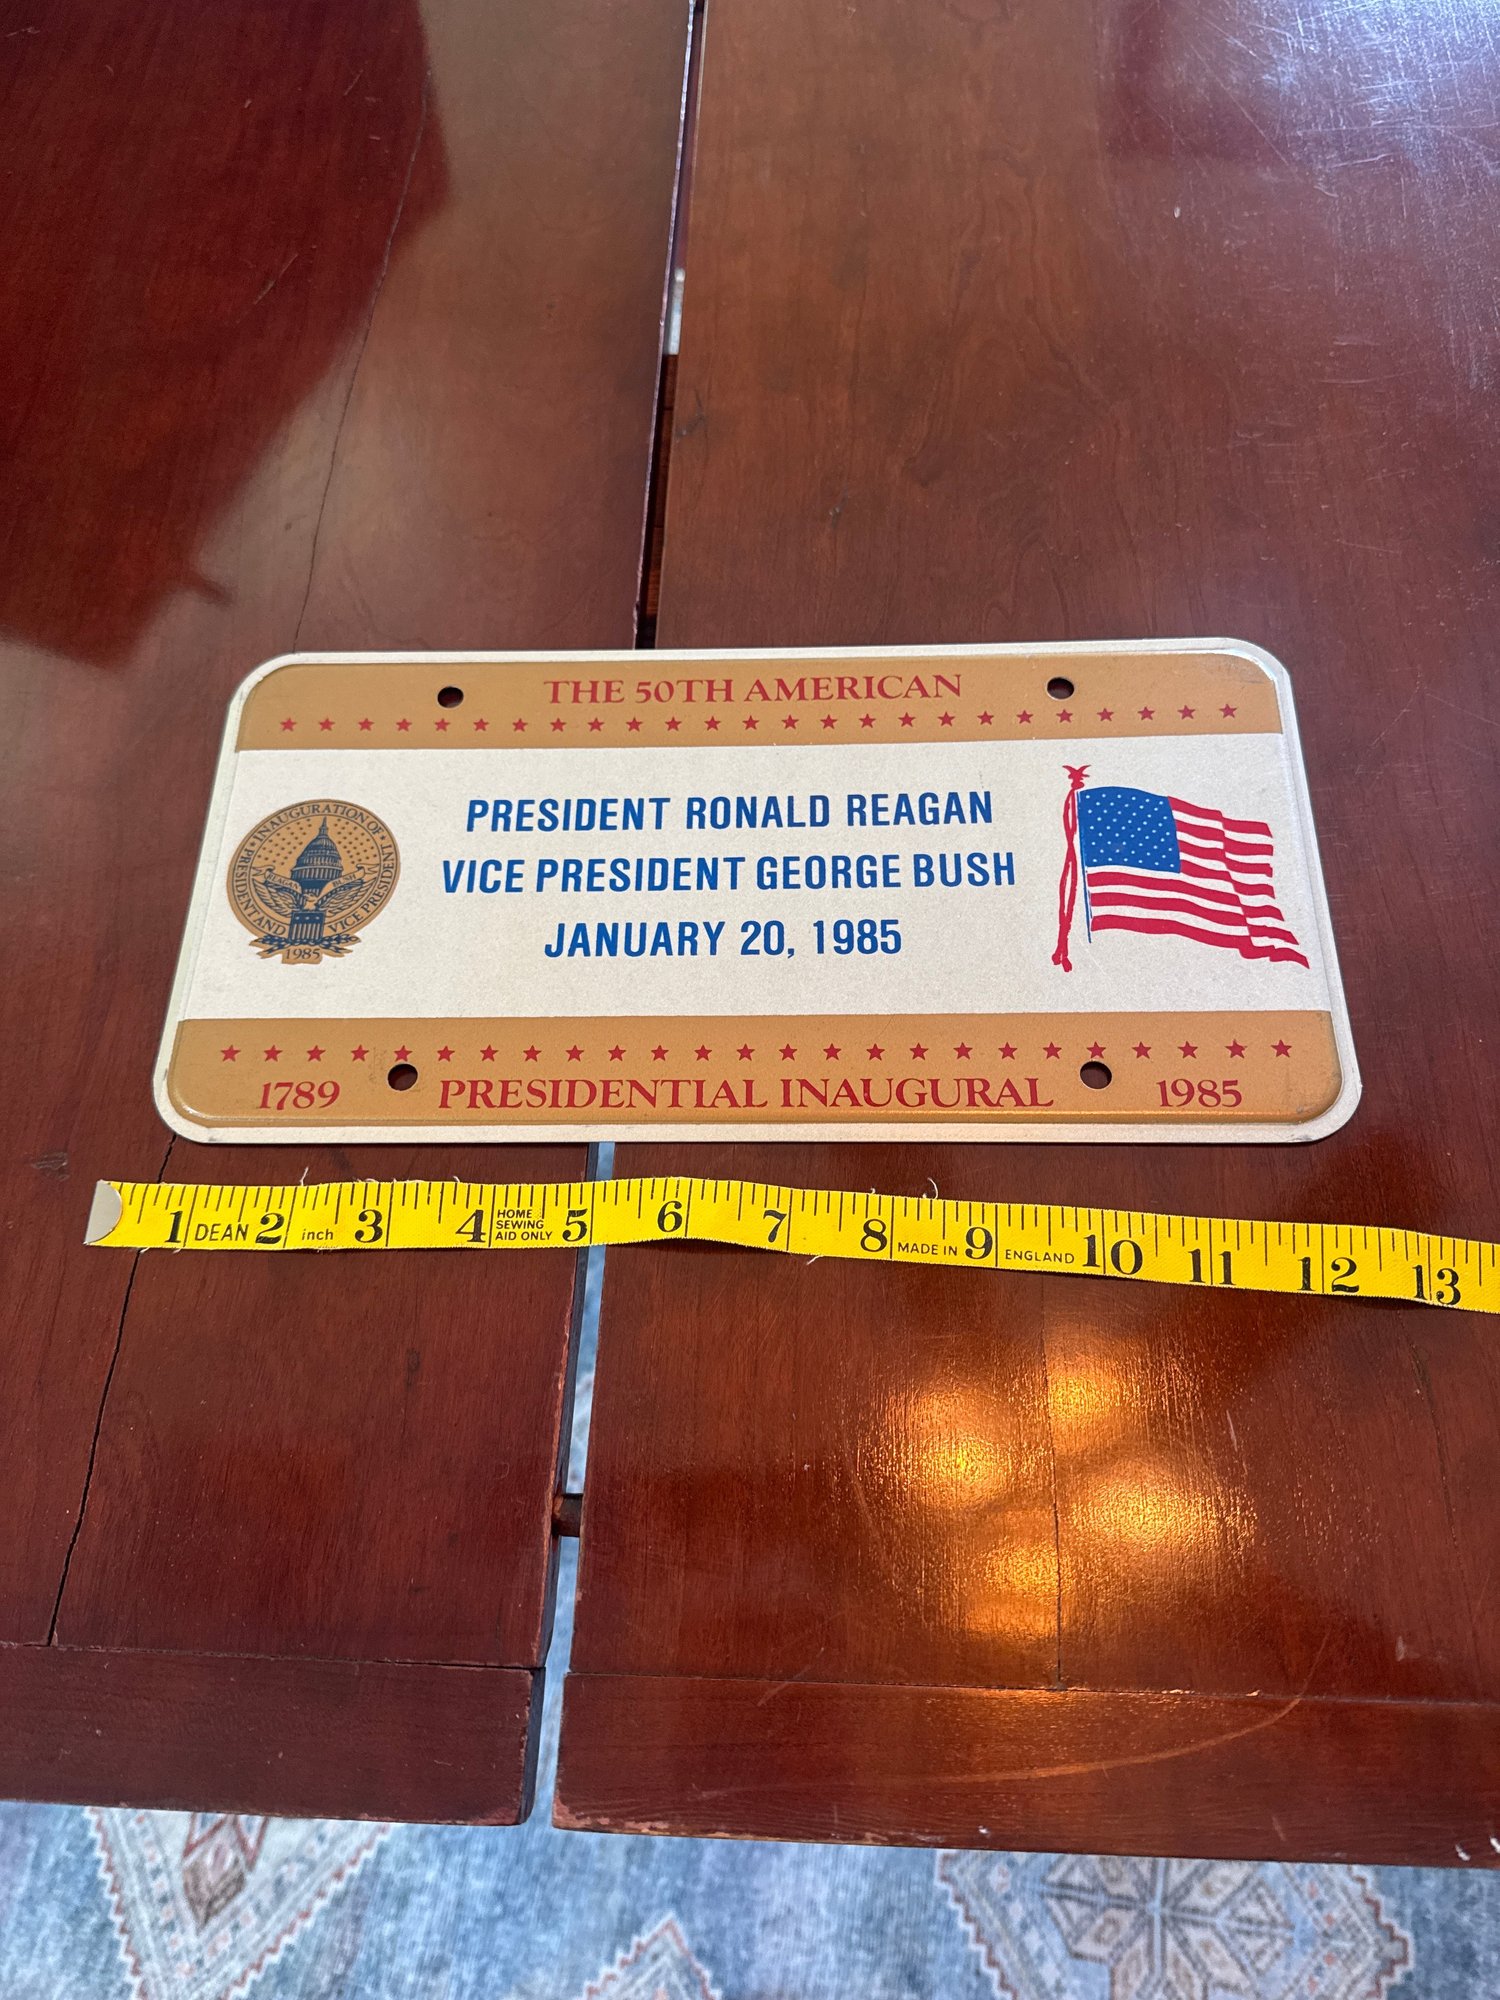 THE 50TH AMERICAN
PRESIDENT RONALD REAGAN
VICE PRESIDENT GEORGE BUSH
JANUARY 20, 1985
INAUGURATION OF
PRESIDENT AND VICE PRESIDENT
REAGAN BUSH
1985
1789 PRESIDENTIAL INAUGURAL 1985
1 DEAN 2 inch 3 4 HOME SEWING AID ONLY 5 6 7 8 MADE IN 9 ENGLAND 10 11 12 13